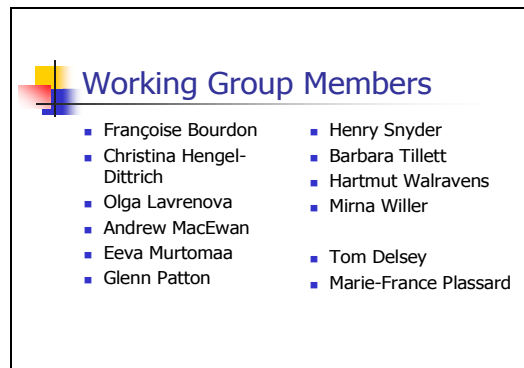 Working Group Members
Françoise Bourdon
Christina Hengel-
Dittrich
Olga Lavrenova
Andrew MacEwan
Eeva Murtomaa
Glenn Patton
Henry Snyder
Barbara Tillett
Hartmut Walravens
Mirna Willer
Tom Delsey
Marie-France Plassard